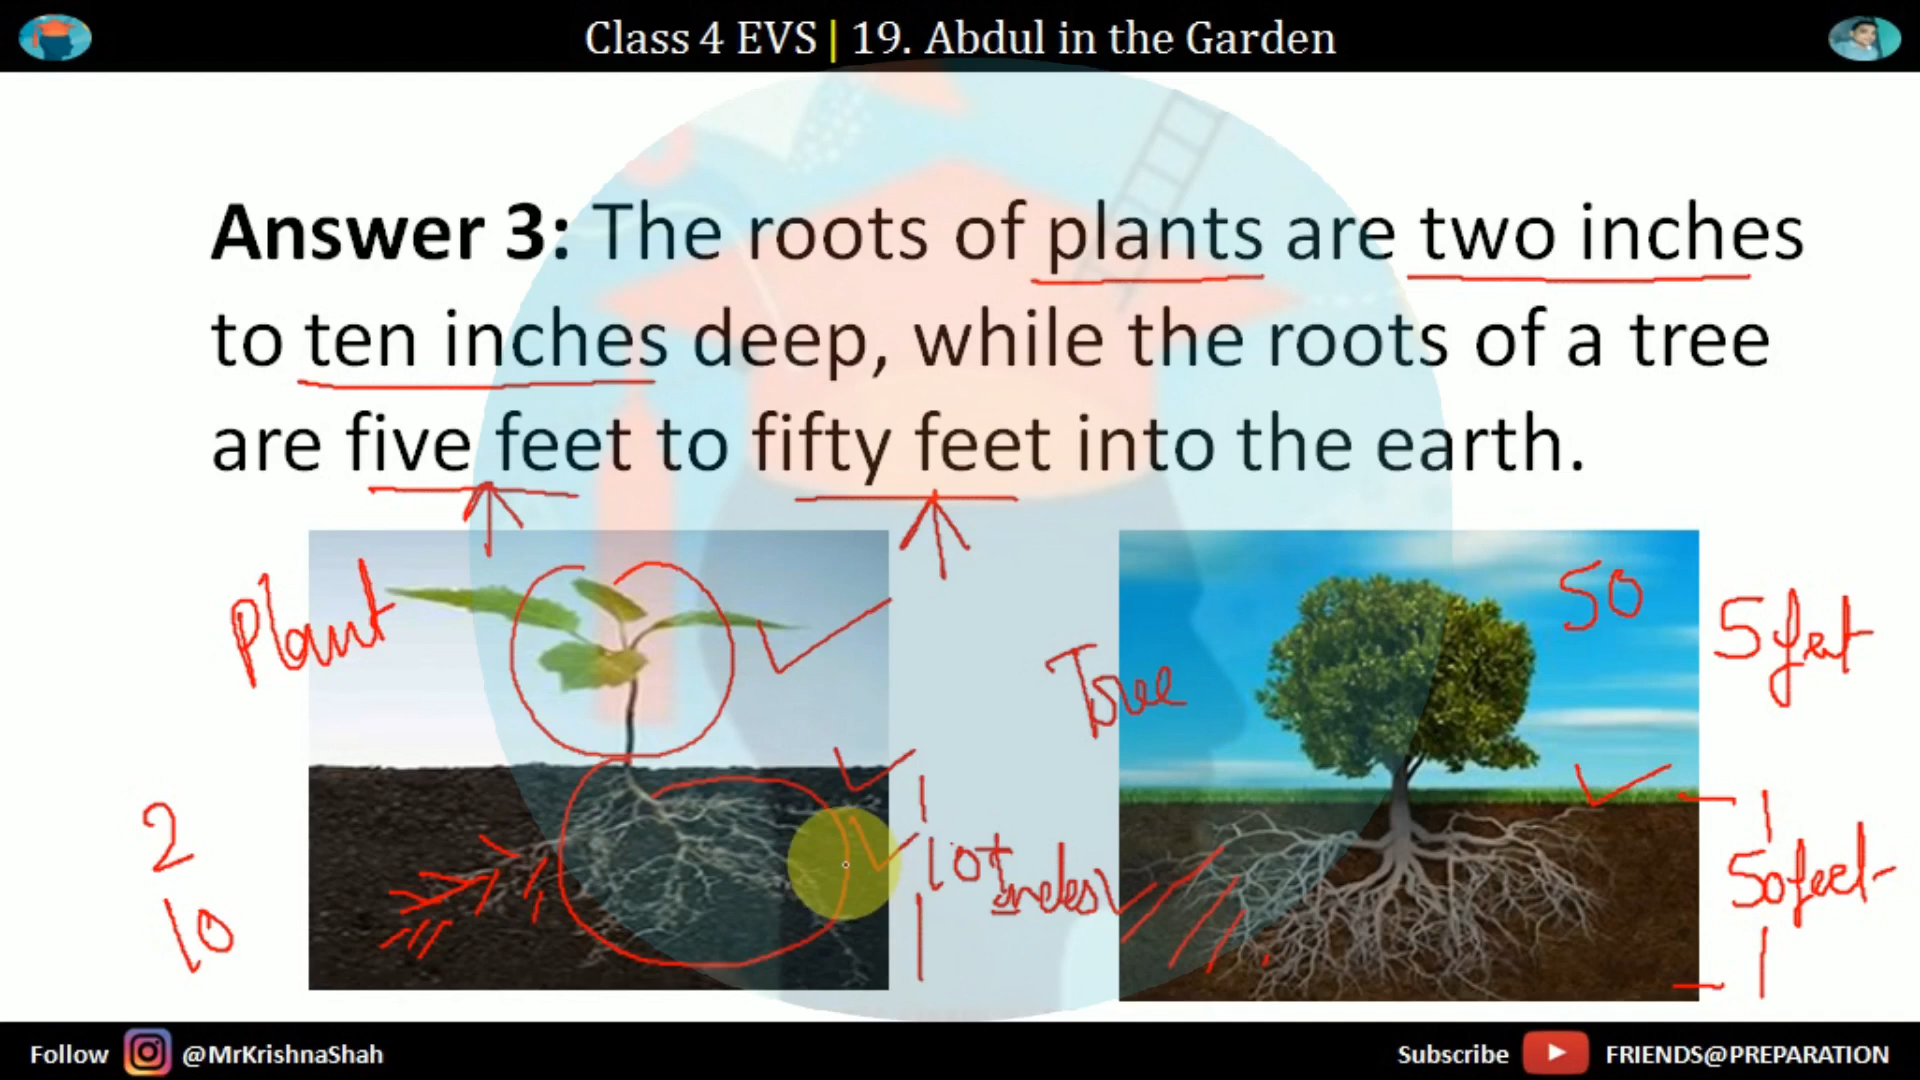 Class 4 EVS | 19. Abdul in the Garden
Answer 3: The roots of plants are two inches
to ten inches deep, while the roots of a tree
are five feet to fifty feet into the earth.
Plant
50
5 feet
Tree
2
10
10
50 feet
Follow @MrKrishnaShah
Subscribe FRIENDS@PREPARATION